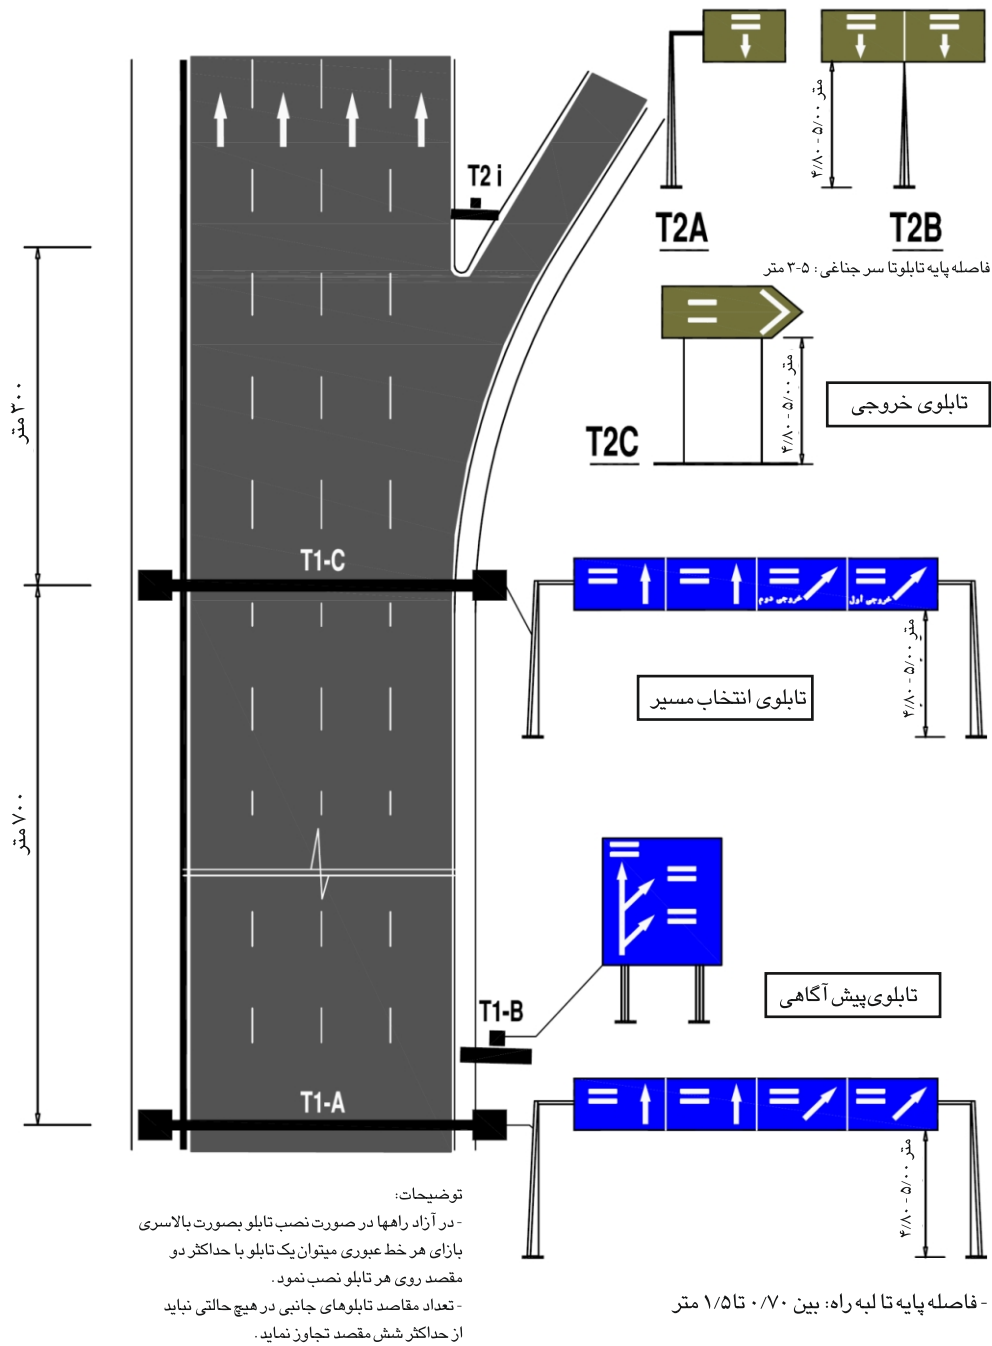 T2 i
T2A
T2B
۴/۸۰ - ۵/۰۰ متر
فاصله پایه تابلو تا سر جناغی : ۵-۳ متر
۴/۸۰ - ۵/۰۰ متر
T2C
تابلوی خروجی
۳۰۰ متر
T1-C
خروجی دوم
خروجی اول
۴/۸۰ - ۵/۰۰ متر
تابلوی انتخاب مسیر
۷۰۰ متر
T1-B
تابلوی پیش آگاهی
T1-A
۴/۸۰ - ۵/۰۰ متر
توضیحات:
- در آزاد راهها در صورت نصب تابلو بصورت بالاسری
بازای هر خط عبوری میتوان یک تابلو با حداکثر دو
مقصد روی هر تابلو نصب نمود .
- تعداد مقاصد تابلوهای جانبی در هیچ حالتی نباید
از حداکثر شش مقصد تجاوز نماید .
- فاصله پایه تا لبه راه: بین ۰/۷۰ تا ۱/۵ متر